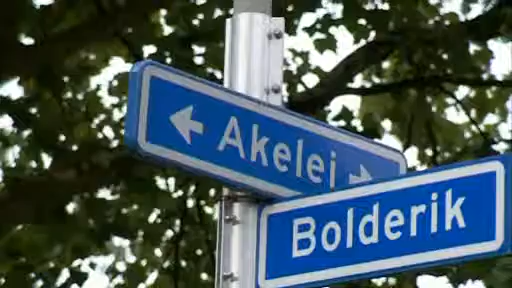 ← Akelei →
Bolderik